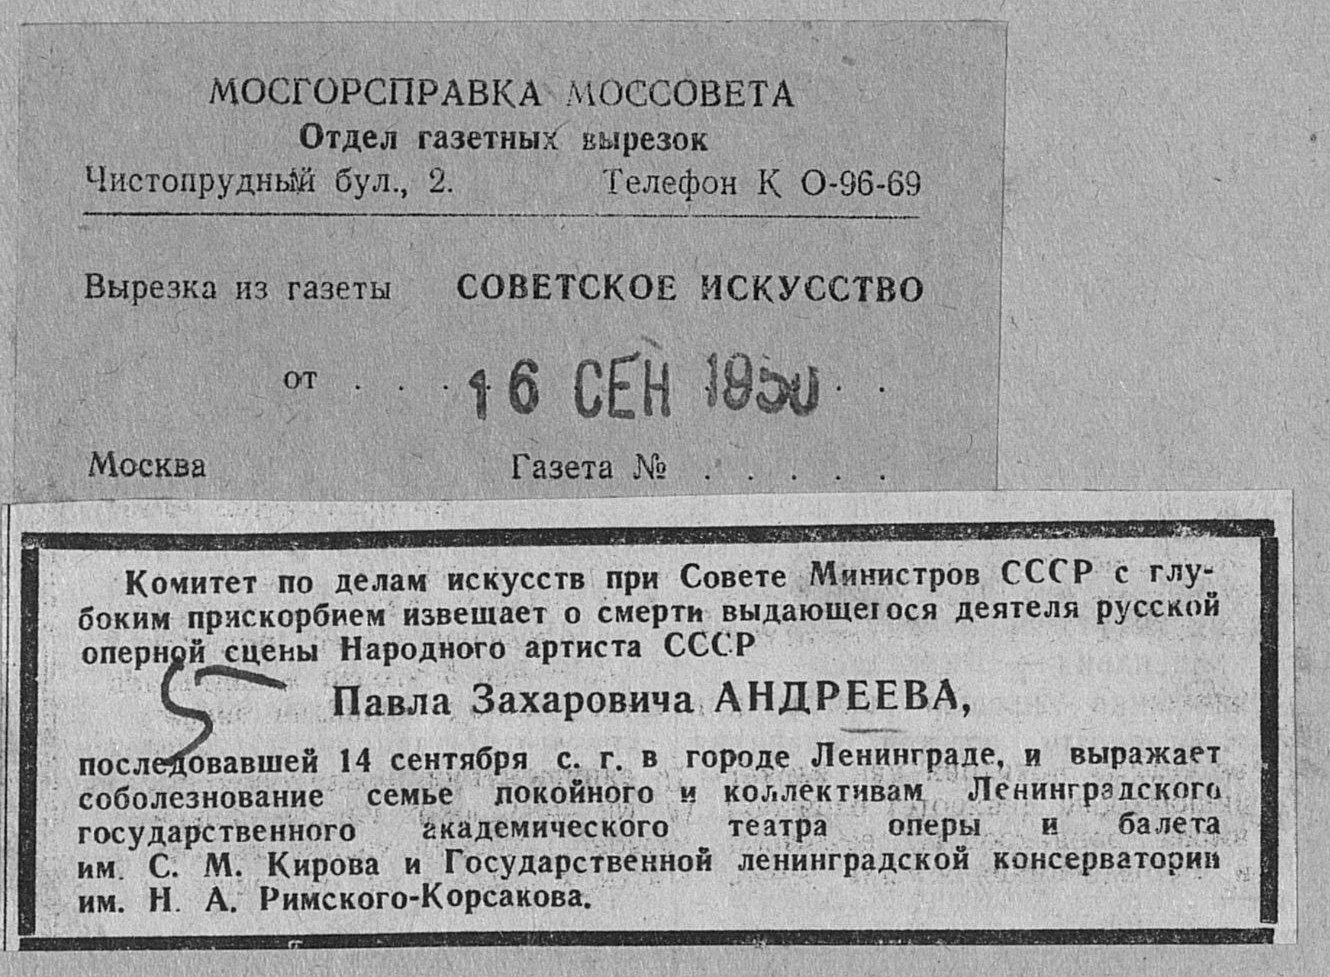 МОСГОРСПРАВКА МОССОВЕТА
Отдел газетных вырезок
Чистопрудный бул., 2. Телефон К 0-96-69
Вырезка из газеты СОВЕТСКОЕ ИСКУССТВО
от . . . 16 СЕН 1950 . .
Москва Газета № . . . . .
Комитет по делам искусств при Совете Министров СССР с глу-
боким прискорбием извещает о смерти выдающегося деятеля русской
оперной сцены Народного артиста СССР
Павла Захаровича АНДРЕЕВА,
последовавшей 14 сентября с. г. в городе Ленинграде, и выражает
соболезнование семье покойного и коллективам Ленинградского
государственного академического театра оперы и балета
им. С. М. Кирова и Государственной ленинградской консерватории
им. Н. А. Римского-Корсакова.